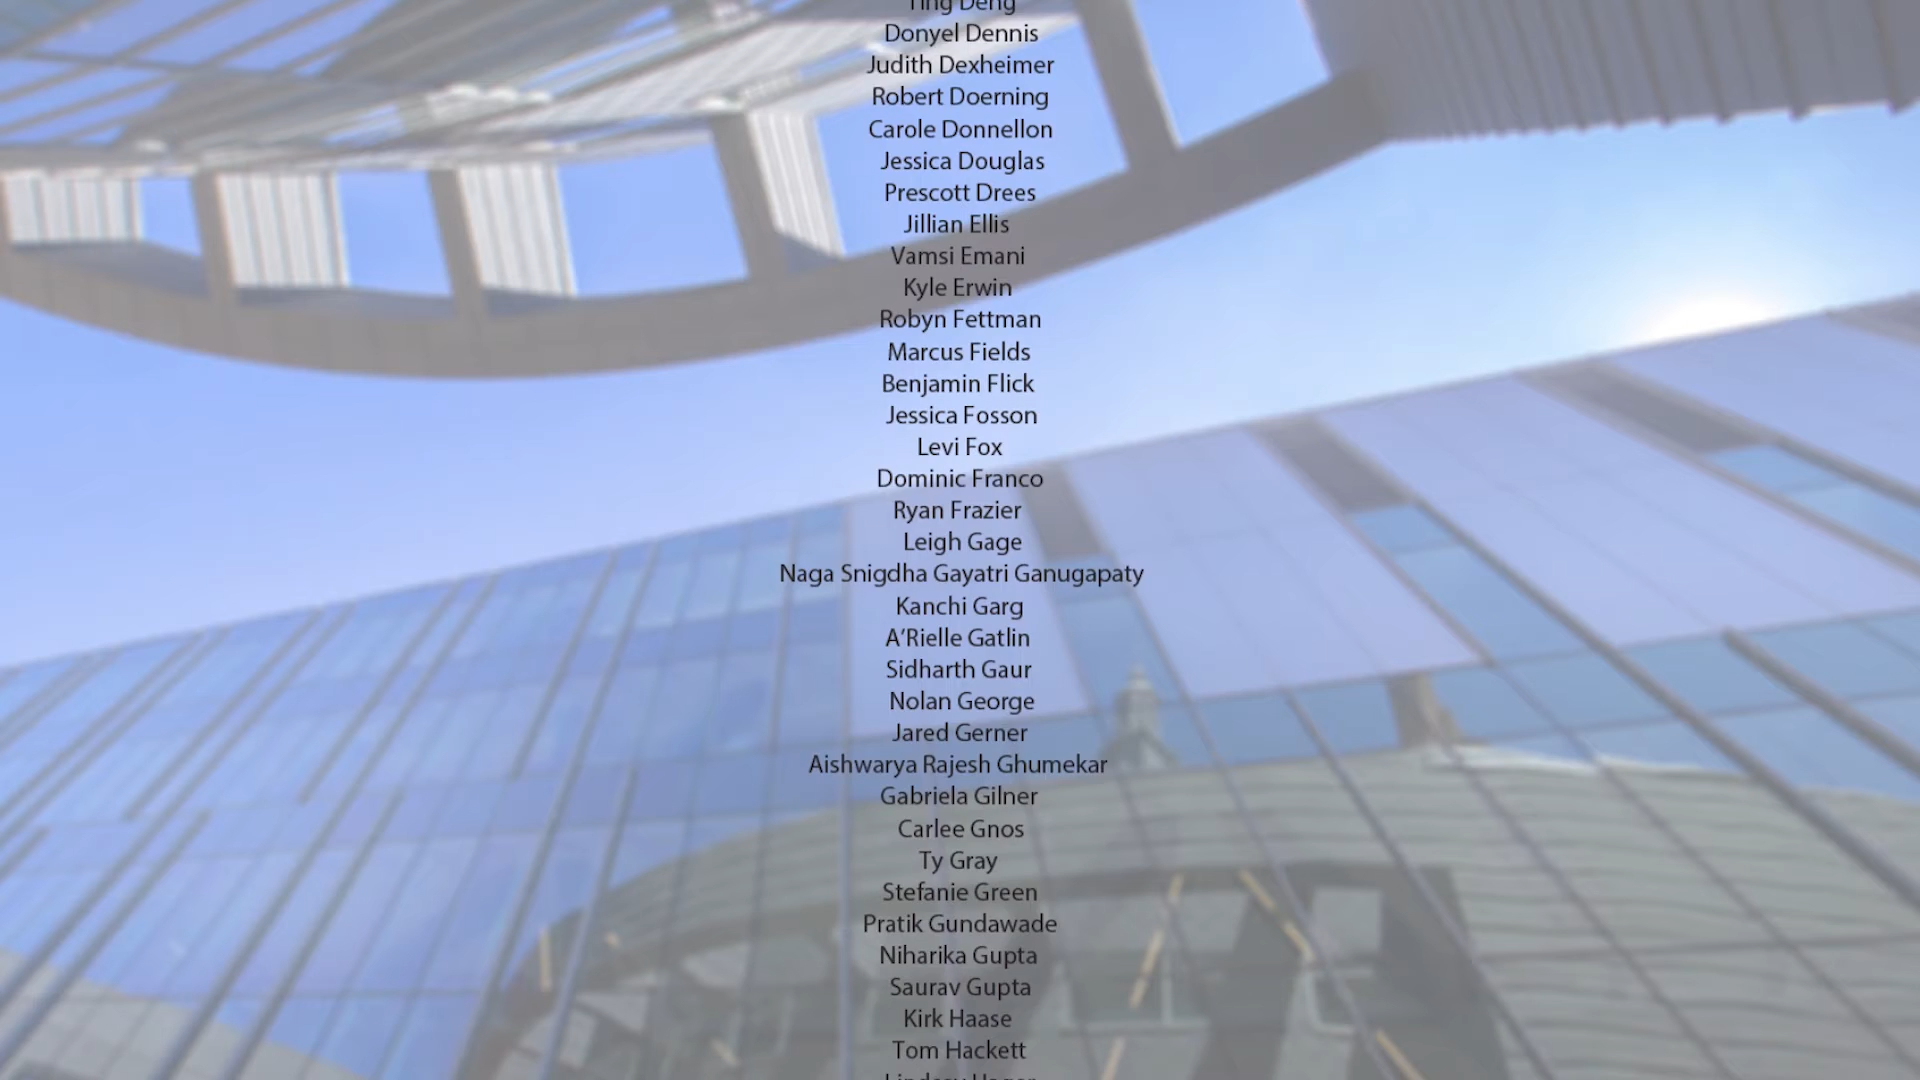 Ting Deng
Donyel Dennis
Judith Dexheimer
Robert Doerning
Carole Donnellon
Jessica Douglas
Prescott Drees
Jillian Ellis
Vamsi Emani
Kyle Erwin
Robyn Fettman
Marcus Fields
Benjamin Flick
Jessica Fosson
Levi Fox
Dominic Franco
Ryan Frazier
Leigh Gage
Naga Snigdha Gayatri Ganugapaty
Kanchi Garg
A’Rielle Gatlin
Sidharth Gaur
Nolan George
Jared Gerner
Aishwarya Rajesh Ghumekar
Gabriela Gilner
Carlee Gnos
Ty Gray
Stefanie Green
Pratik Gundawade
Niharika Gupta
Saurav Gupta
Kirk Haase
Tom Hackett